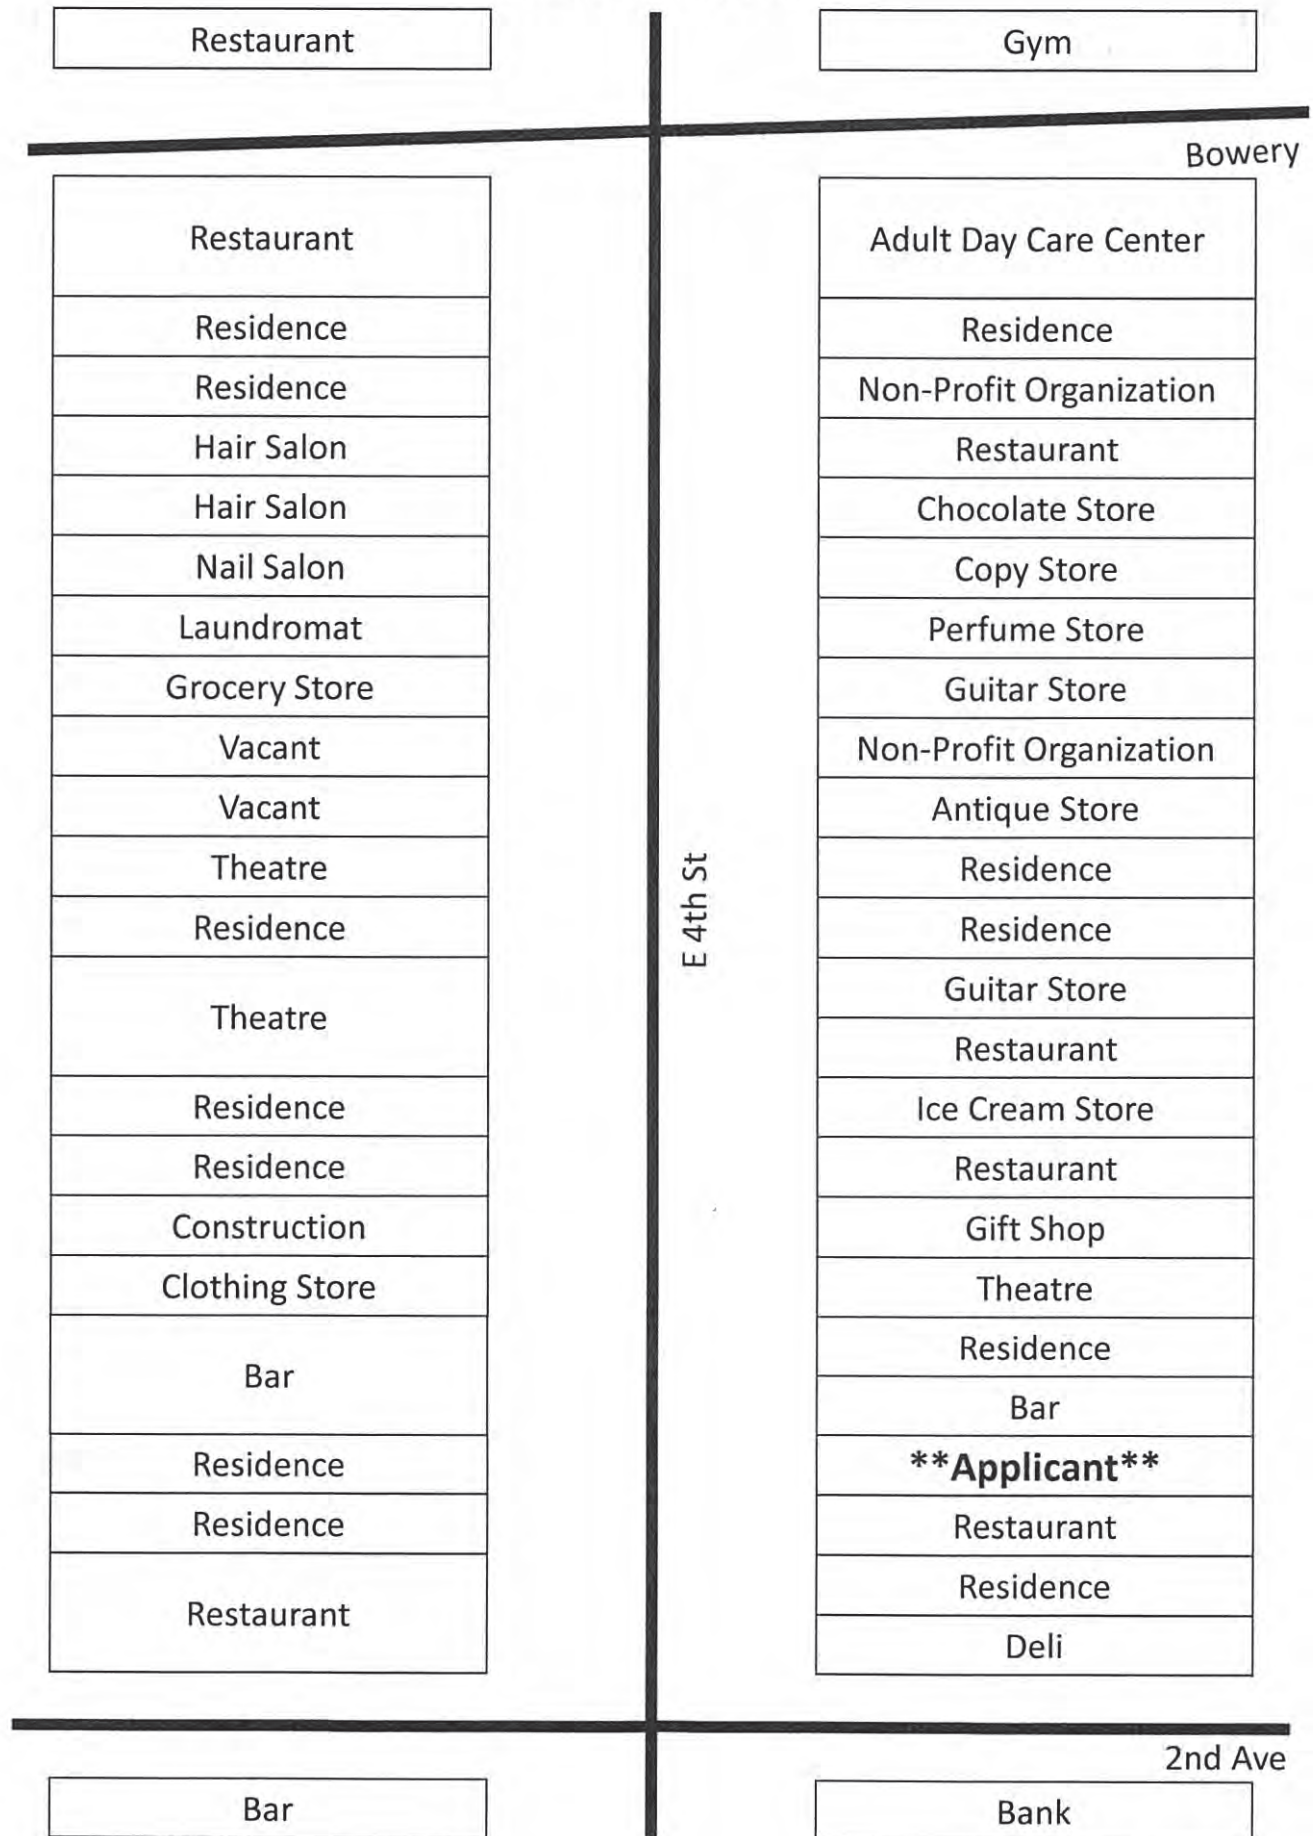 Restaurant
Gym
Bowery
Restaurant
Residence
Residence
Hair Salon
Hair Salon
Nail Salon
Laundromat
Grocery Store
Vacant
Vacant
Theatre
Residence
Theatre
Residence
Residence
Construction
Clothing Store
Bar
Residence
Residence
Restaurant
E 4th St
Adult Day Care Center
Residence
Non-Profit Organization
Restaurant
Chocolate Store
Copy Store
Perfume Store
Guitar Store
Non-Profit Organization
Antique Store
Residence
Residence
Guitar Store
Restaurant
Ice Cream Store
Restaurant
Gift Shop
Theatre
Residence
Bar
**Applicant**
Restaurant
Residence
Deli
2nd Ave
Bar
Bank